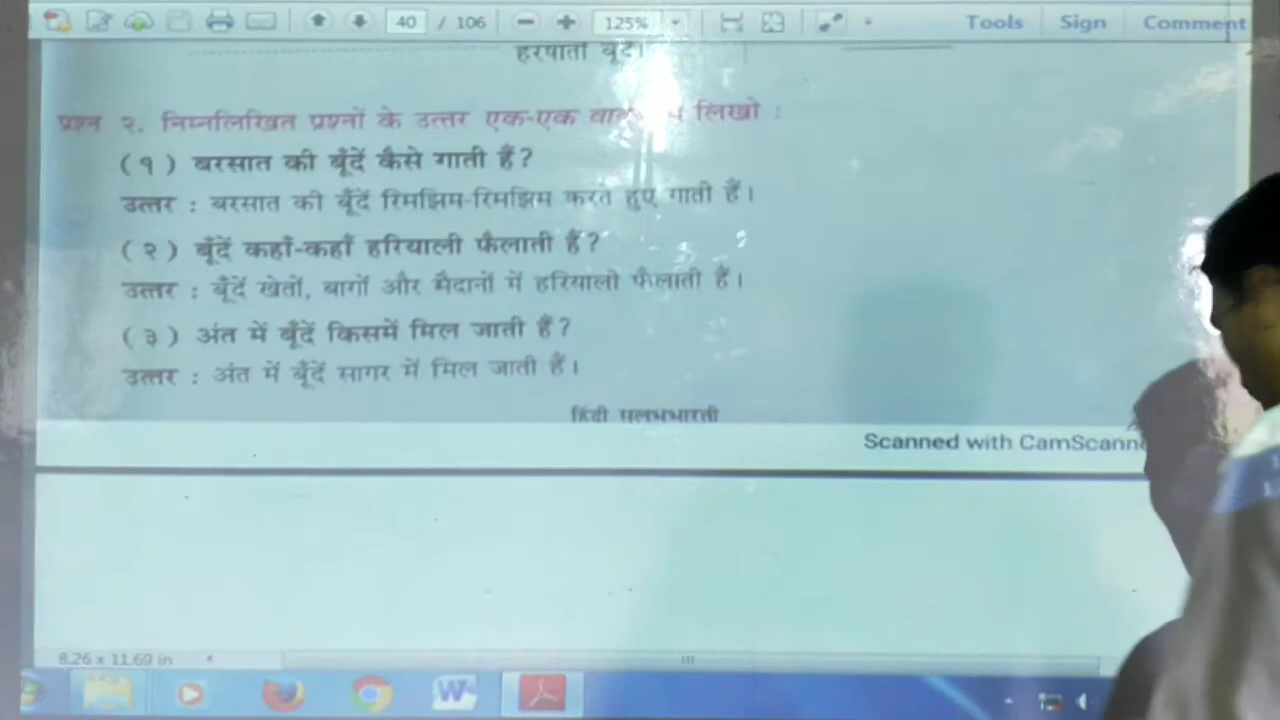 40 / 106 125% Tools Sign Comment
प्रश्न २. निम्नलिखित प्रश्नों के उत्तर एक-एक में लिखो :
(१) बरसात की बूँदें कैसे गाती हैं?
उत्तर : बरसात की बूँदें रिमझिम-रिमझिम करते हुए गाती हैं।
(२) बूँदें कहाँ-कहाँ हरियाली फैलाती हैं?
उत्तर : बूँदें खेतों, बागों और मैदानों में हरियाली फैलाती हैं।
(३) अंत में बूँदें किसमें मिल जाती हैं?
उत्तर : अंत में बूँदें सागर में मिल जाती हैं।
हिंदी सुलभभारती
Scanned with CamScann
8.26 x 11.69 in